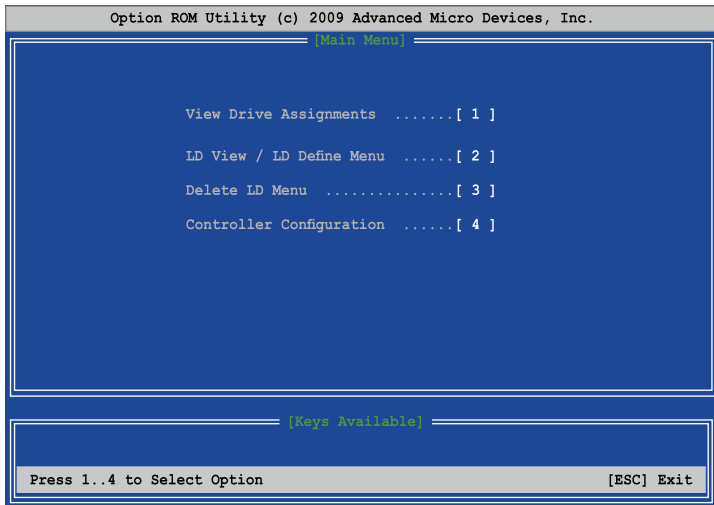 Option ROM Utility (c) 2009 Advanced Micro Devices, Inc.
[Main Menu]
View Drive Assignments .......[ 1 ]
LD View / LD Define Menu ......[ 2 ]
Delete LD Menu ...............[ 3 ]
Controller Configuration ......[ 4 ]
[Keys Available]
Press 1..4 to Select Option [ESC] Exit